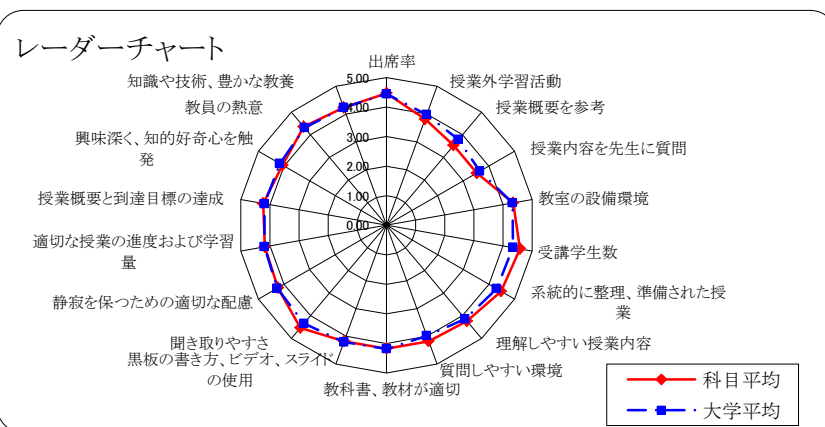 レーダーチャート
出席率
授業外学習活動
授業概要を参考
授業内容を先生に質問
教室の設備環境
受講学生数
系統的に整理、準備された授
業
理解しやすい授業内容
質問しやすい環境
教科書、教材が適切
黒板の書き方、ビデオ、スライド
の使用
聞き取りやすさ
静寂を保つための適切な配慮
適切な授業の進度および学習
量
授業概要と到達目標の達成
興味深く、知的好奇心を触
発
教員の熱意
知識や技術、豊かな教養
5.00
4.00
3.00
2.00
1.00
0.00
科目平均
大学平均